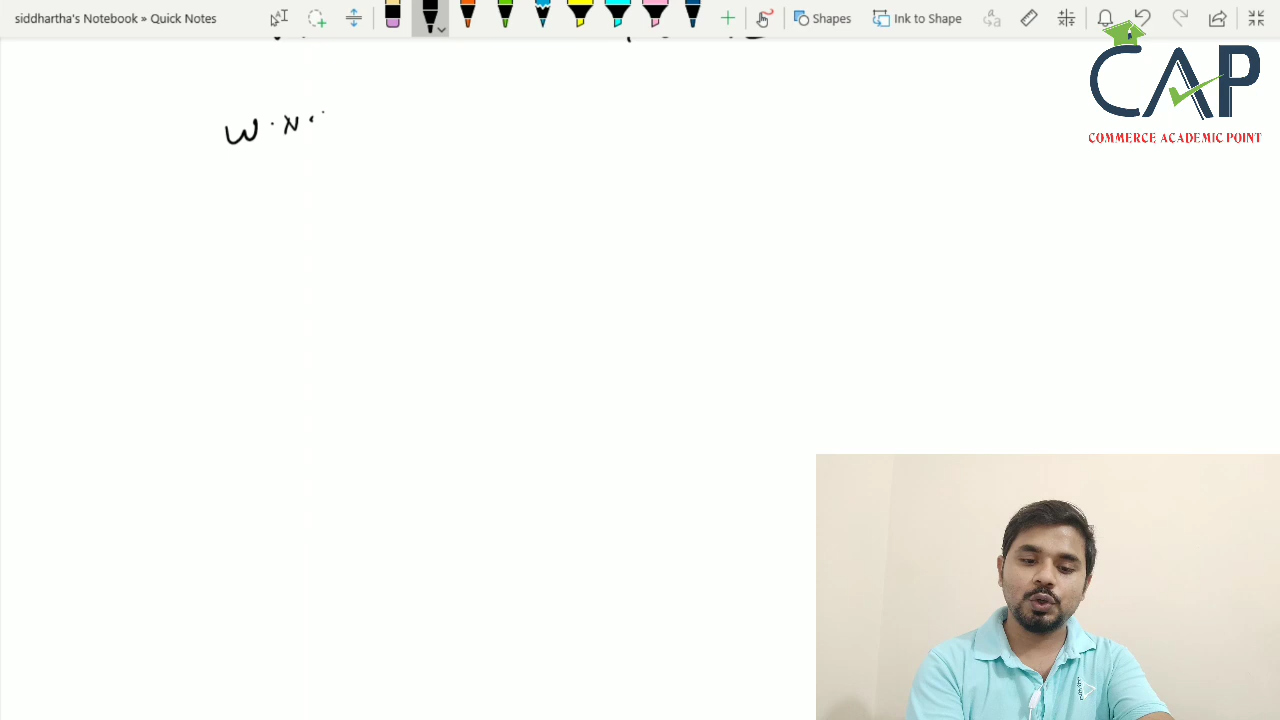 siddhartha's Notebook » Quick Notes
Shapes
Ink to Shape
CAP
COMMERCE ACADEMIC POINT
W.N.